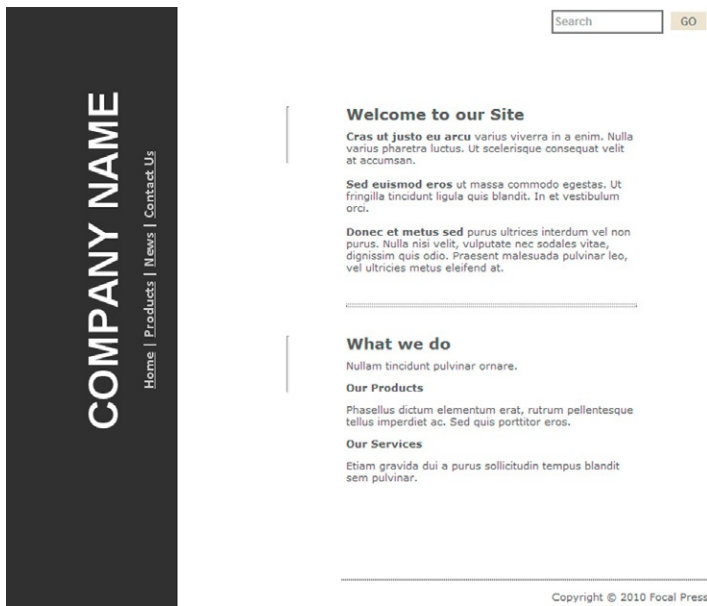 COMPANY NAME
Home | Products | News | Contact Us
Search GO
Welcome to our Site
Cras ut justo eu arcu varius viverra in a enim. Nulla
varius pharetra luctus. Ut scelerisque consequat velit
at accumsan.
Sed euismod eros ut massa commodo egestas. Ut
fringilla tincidunt ligula quis blandit. In et vestibulum
orci.
Donec et metus sed purus ultrices interdum vel non
purus. Nulla nisi velit, vulputate nec sodales vitae,
dignissim quis odio. Praesent malesuada pulvinar leo,
vel ultricies metus eleifend at.
What we do
Nullam tincidunt pulvinar ornare.
Our Products
Phasellus dictum elementum erat, rutrum pellentesque
tellus imperdiet ac. Sed quis porttitor eros.
Our Services
Etiam gravida dui a purus sollicitudin tempus blandit
sem pulvinar.
Copyright © 2010 Focal Press